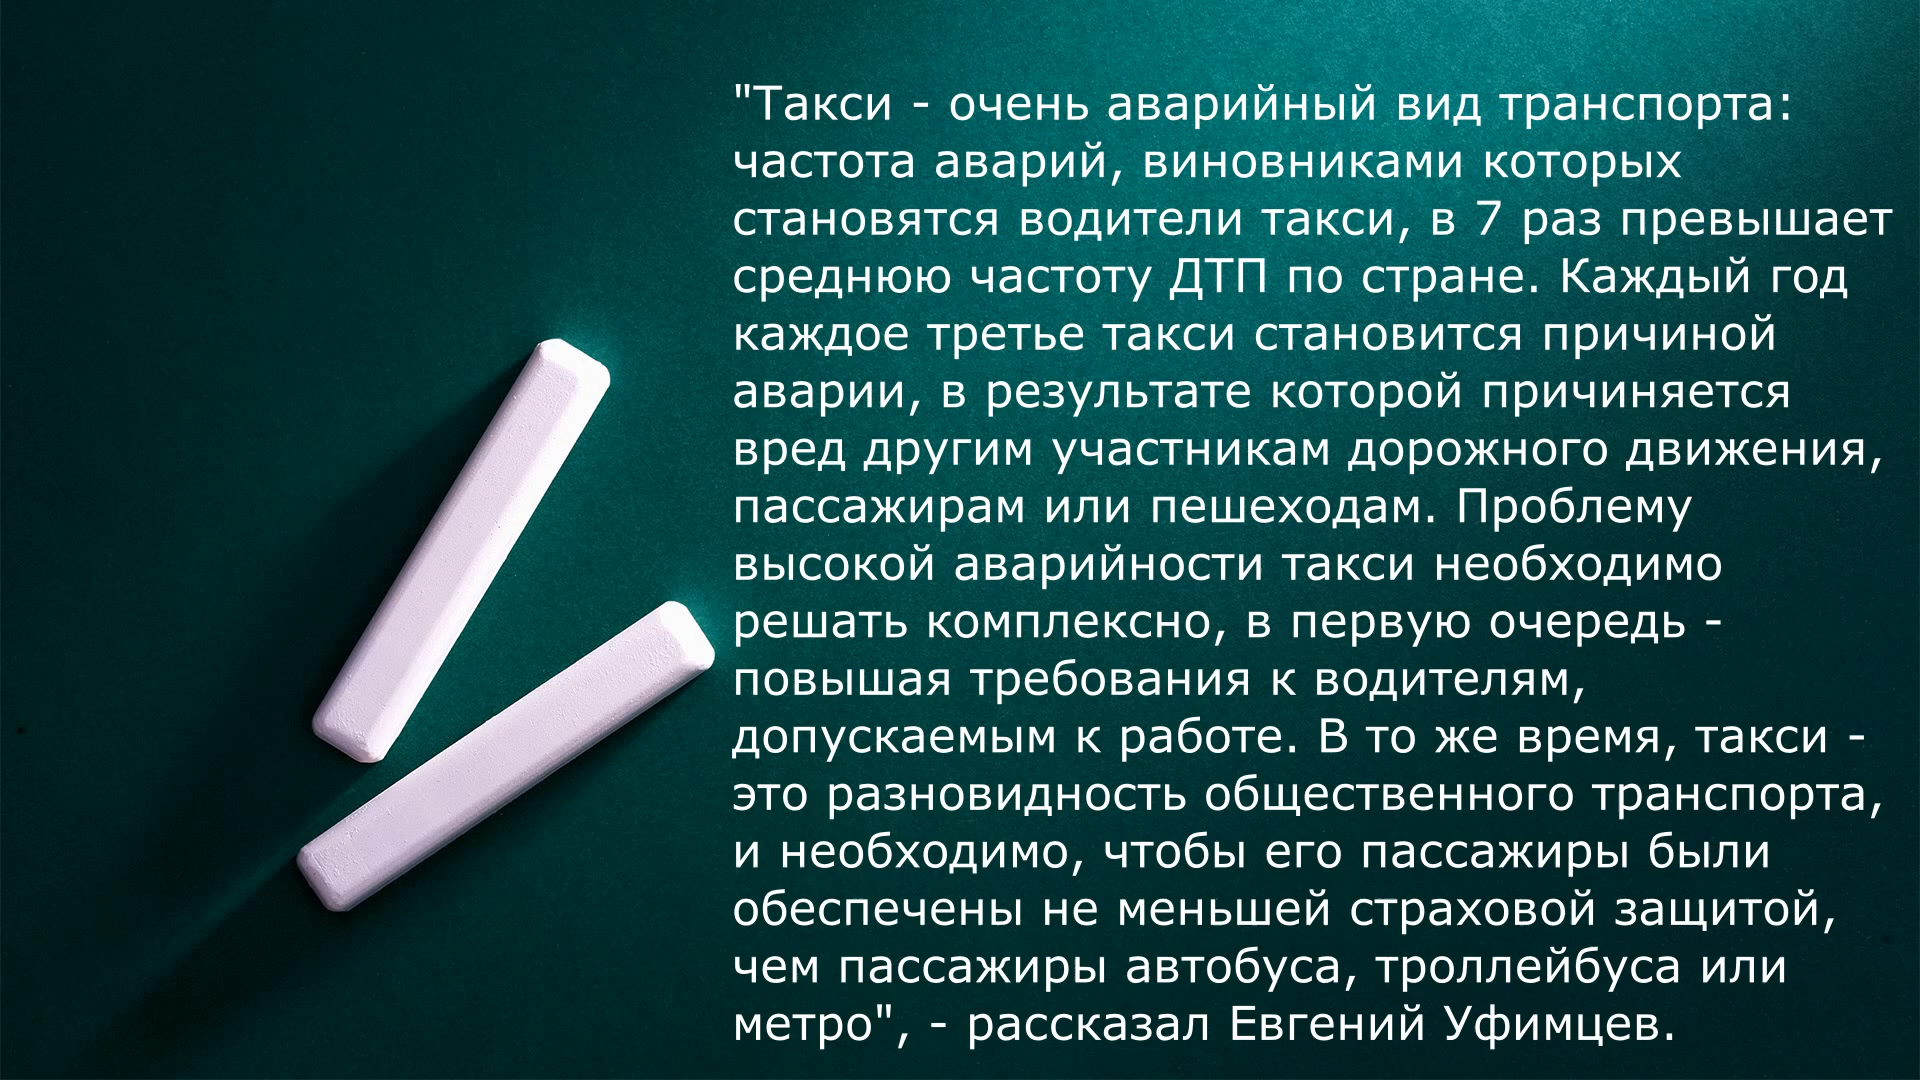 "Такси - очень аварийный вид транспорта:
частота аварий, виновниками которых
становятся водители такси, в 7 раз превышает
среднюю частоту ДТП по стране. Каждый год
каждое третье такси становится причиной
аварии, в результате которой причиняется
вред другим участникам дорожного движения,
пассажирам или пешеходам. Проблему
высокой аварийности такси необходимо
решать комплексно, в первую очередь -
повышая требования к водителям,
допускаемым к работе. В то же время, такси -
это разновидность общественного транспорта,
и необходимо, чтобы его пассажиры были
обеспечены не меньшей страховой защитой,
чем пассажиры автобуса, троллейбуса или
метро", - рассказал Евгений Уфимцев.